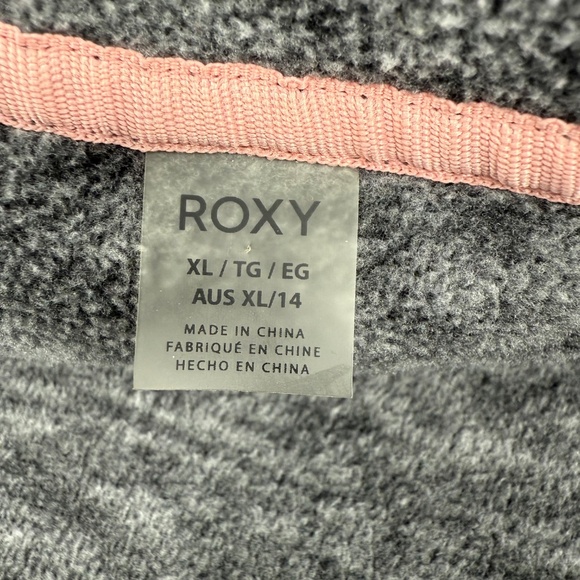 ROXY
XL / TG / EG
AUS XL/14
MADE IN CHINA
FABRIQUÉ EN CHINE
HECHO EN CHINA